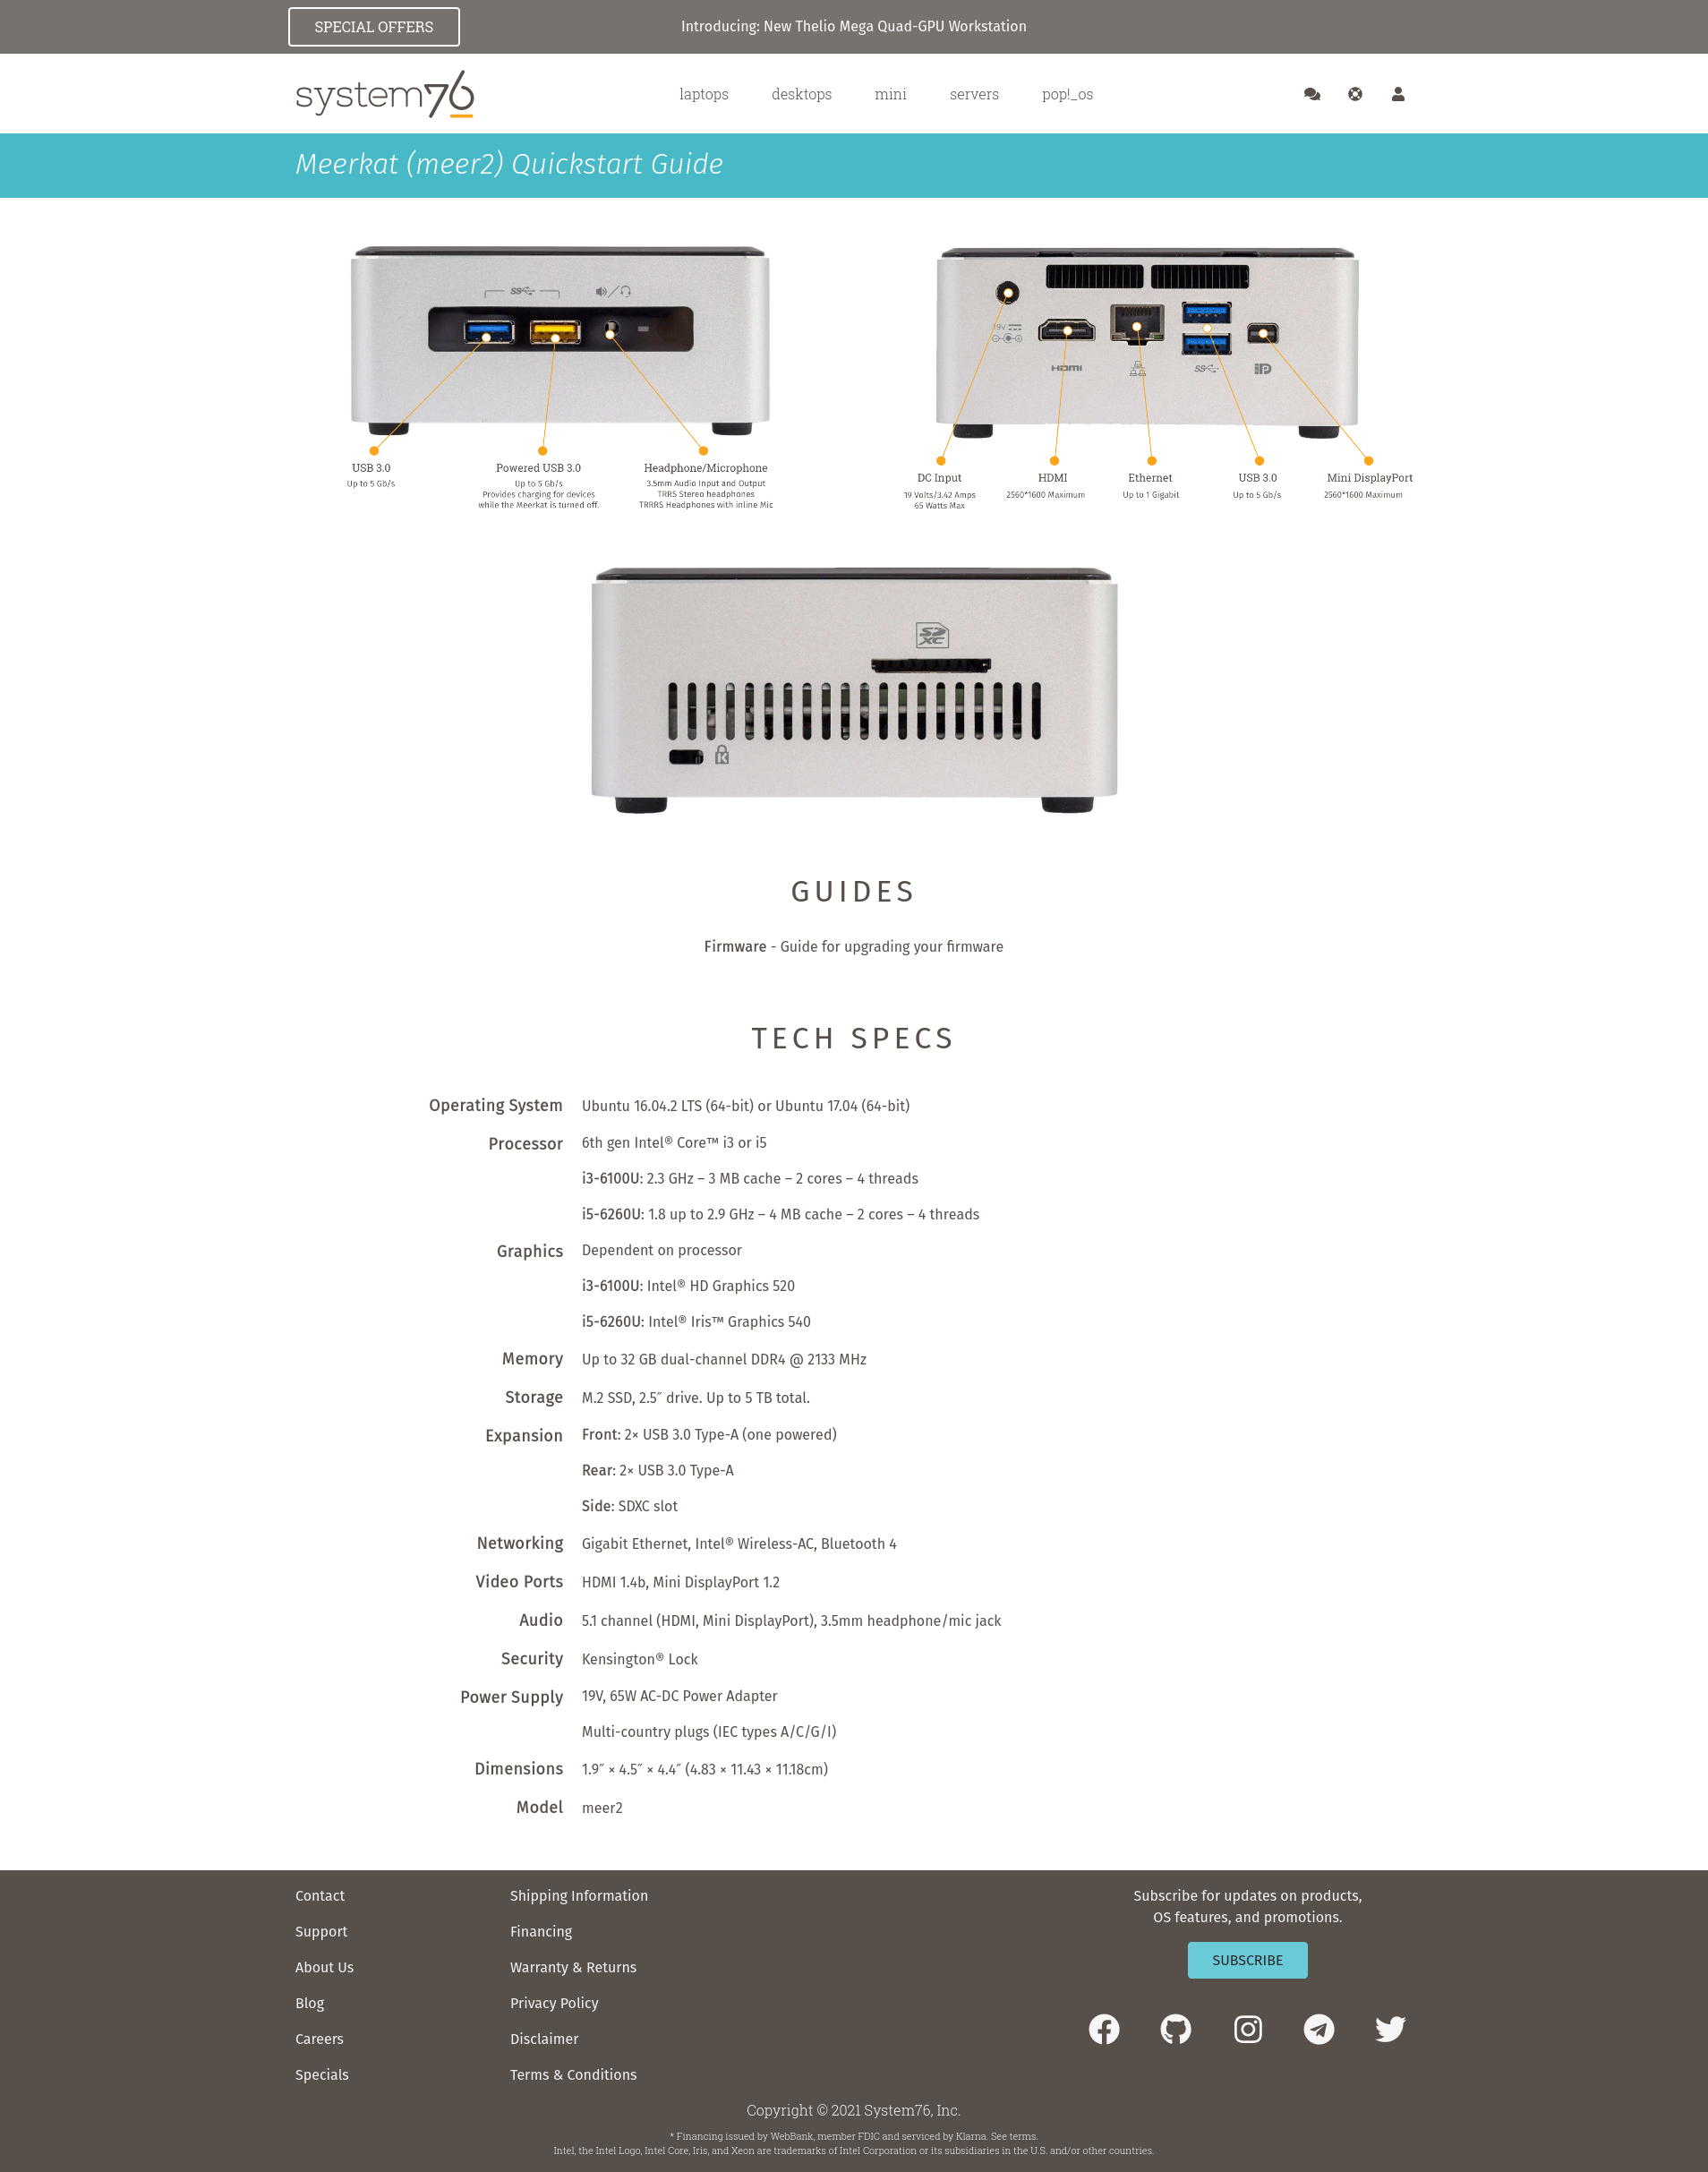 SPECIAL OFFERS
Introducing: New Thelio Mega Quad-GPU Workstation
system76
laptops
desktops
mini
servers
pop!_os
Meerkat (meer2) Quickstart Guide
USB 3.0
Up to 5 Gb/s
Powered USB 3.0
Up to 5 Gb/s
Provides charging for devices
while the Meerkat is turned off.
Headphone/Microphone
3.5mm Audio Input and Output
TRRS Stereo headphones
TRRRS Headphones with inline Mic
19V
HDMI
DC Input
19 Volts/3.42 Amps
65 Watts Max
HDMI
2560*1600 Maximum
Ethernet
Up to 1 Gigabit
USB 3.0
Up to 5 Gb/s
Mini DisplayPort
2560*1600 Maximum
SD
XC
K
GUIDES
Firmware - Guide for upgrading your firmware
TECH SPECS
Operating System Ubuntu 16.04.2 LTS (64-bit) or Ubuntu 17.04 (64-bit)
Processor 6th gen Intel® Core™ i3 or i5
i3-6100U: 2.3 GHz – 3 MB cache – 2 cores – 4 threads
i5-6260U: 1.8 up to 2.9 GHz – 4 MB cache – 2 cores – 4 threads
Graphics Dependent on processor
i3-6100U: Intel® HD Graphics 520
i5-6260U: Intel® Iris™ Graphics 540
Memory Up to 32 GB dual-channel DDR4 @ 2133 MHz
Storage M.2 SSD, 2.5″ drive. Up to 5 TB total.
Expansion Front: 2× USB 3.0 Type-A (one powered)
Rear: 2× USB 3.0 Type-A
Side: SDXC slot
Networking Gigabit Ethernet, Intel® Wireless-AC, Bluetooth 4
Video Ports HDMI 1.4b, Mini DisplayPort 1.2
Audio 5.1 channel (HDMI, Mini DisplayPort), 3.5mm headphone/mic jack
Security Kensington® Lock
Power Supply 19V, 65W AC-DC Power Adapter
Multi-country plugs (IEC types A/C/G/I)
Dimensions 1.9″ × 4.5″ × 4.4″ (4.83 × 11.43 × 11.18cm)
Model meer2
Contact
Support
About Us
Blog
Careers
Specials
Shipping Information
Financing
Warranty & Returns
Privacy Policy
Disclaimer
Terms & Conditions
Subscribe for updates on products,
OS features, and promotions.
SUBSCRIBE
Copyright © 2021 System76, Inc.
* Financing issued by WebBank, member FDIC and serviced by Klarna. See terms.
Intel, the Intel Logo, Intel Core, Iris, and Xeon are trademarks of Intel Corporation or its subsidiaries in the U.S. and/or other countries.